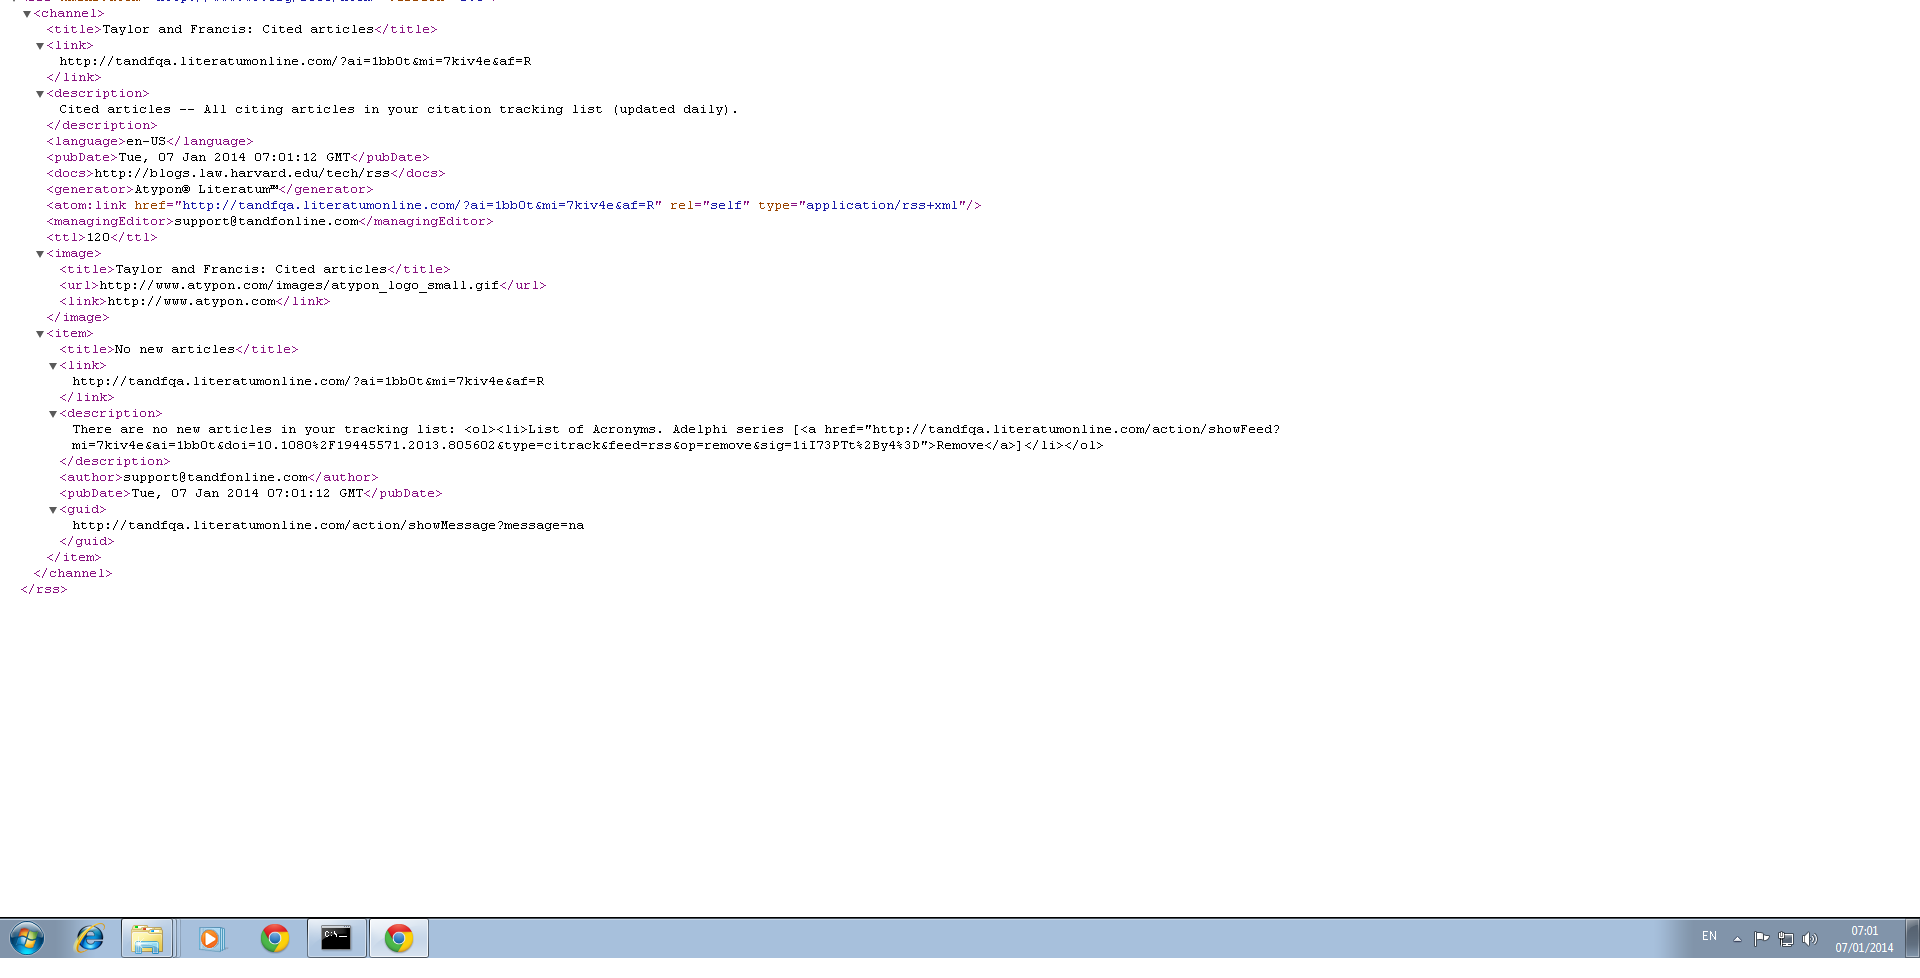 <channel>
<title>Taylor and Francis: Cited articles</title>
<link>
http://tandfqa.literatumonline.com/?ai=1bb0t&mi=7kiv4e&af=R
</link>
<description>
Cited articles -- All citing articles in your citation tracking list (updated daily).
</description>
<language>en-US</language>
<pubDate>Tue, 07 Jan 2014 07:01:12 GMT</pubDate>
<docs>http://blogs.law.harvard.edu/tech/rss</docs>
<generator>Atypon® Literatum™</generator>
<atom:link href="http://tandfqa.literatumonline.com/?ai=1bb0t&mi=7kiv4e&af=R" rel="self" type="application/rss+xml"/>
<managingEditor>support@tandfonline.com</managingEditor>
<ttl>120</ttl>
<image>
<title>Taylor and Francis: Cited articles</title>
<url>http://www.atypon.com/images/atypon_logo_small.gif</url>
<link>http://www.atypon.com</link>
</image>
<item>
<title>No new articles</title>
<link>
http://tandfqa.literatumonline.com/?ai=1bb0t&mi=7kiv4e&af=R
</link>
<description>
There are no new articles in your tracking list: <ol><li>List of Acronyms. Adelphi series [<a href="http://tandfqa.literatumonline.com/action/showFeed?
mi=7kiv4e&ai=1bb0t&doi=10.1080%2F19445571.2013.805602&type=citrack&feed=rss&op=remove&sig=1iI73PTt%2By4%3D">Remove</a>]</li></ol>
</description>
<author>support@tandfonline.com</author>
<pubDate>Tue, 07 Jan 2014 07:01:12 GMT</pubDate>
<guid>
http://tandfqa.literatumonline.com/action/showMessage?message=na
</guid>
</item>
</channel>
</rss>
C:\
EN
07:01
07/01/2014